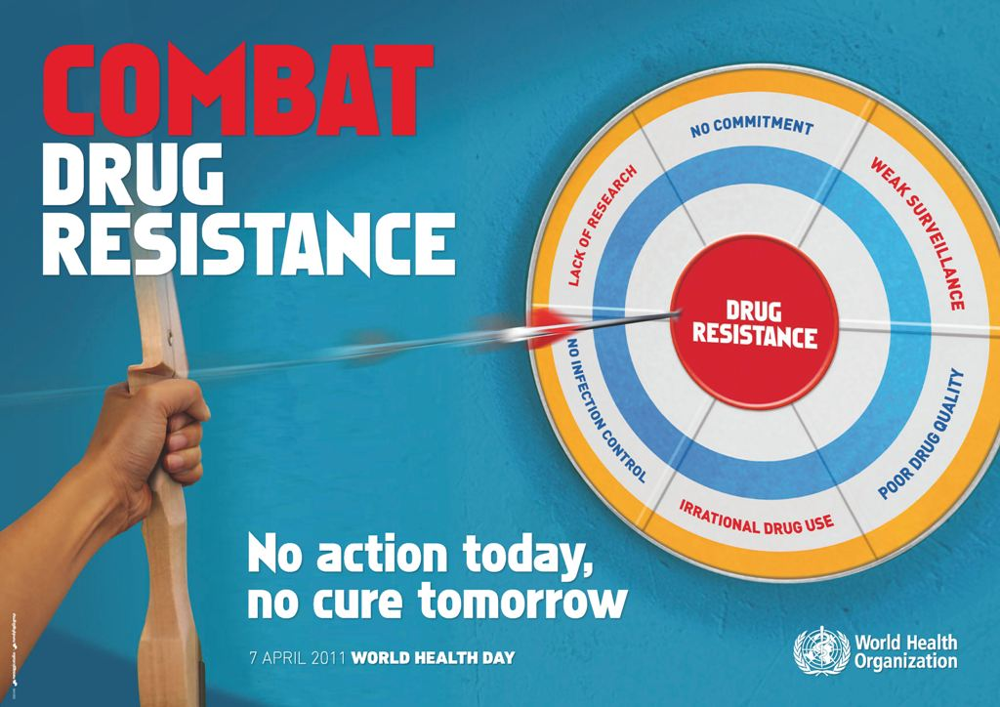 COMBAT
DRUG
RESISTANCE
NO COMMITMENT
WEAK SURVEILLANCE
POOR DRUG QUALITY
IRRATIONAL DRUG USE
NO INFECTION CONTROL
LACK OF RESEARCH
DRUG
RESISTANCE
No action today,
no cure tomorrow
7 APRIL 2011 WORLD HEALTH DAY
World Health
Organization